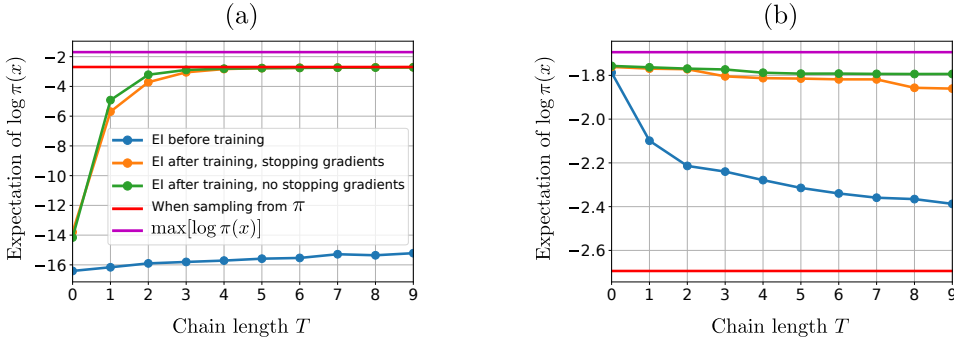 (a)
Expectation of log π(x)
−2
−4
−6
−8
−10
−12
−14
−16
EI before training
EI after training, stopping gradients
EI after training, no stopping gradients
When sampling from π
max[log π(x)]
0 1 2 3 4 5 6 7 8 9
Chain length T
(b)
Expectation of log π(x)
−1.8
−2.0
−2.2
−2.4
−2.6
0 1 2 3 4 5 6 7 8 9
Chain length T